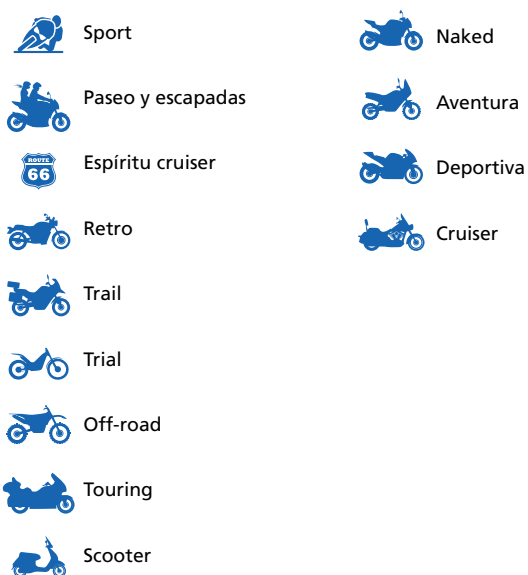 Sport
Paseo y escapadas
ROUTE
66
Espíritu cruiser
Retro
Trail
Trial
Off-road
Touring
Scooter
Naked
Aventura
Deportiva
Cruiser